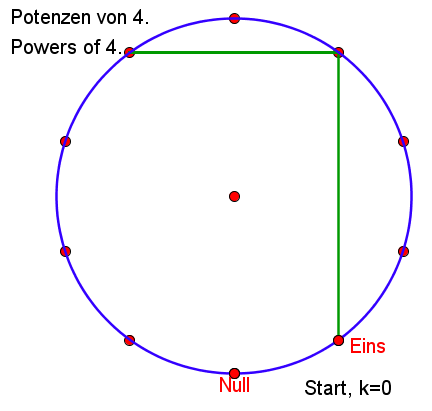 Potenzen von 4.
Powers of 4.
Eins
Null
Start, k=0